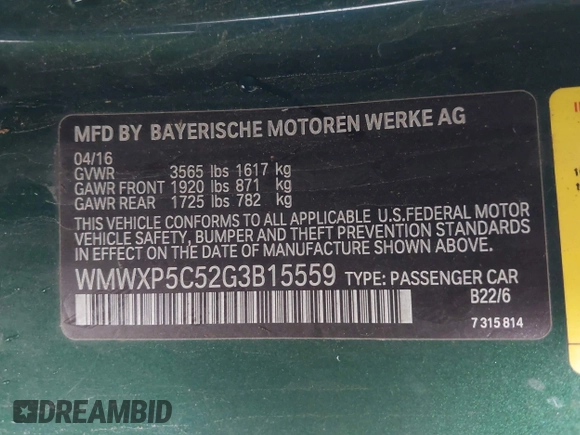 MFD BY BAYERISCHE MOTOREN WERKE AG
04/16
GVWR 3565 lbs 1617 kg
GAWR FRONT 1920 lbs 871 kg
GAWR REAR 1725 lbs 782 kg
THIS VEHICLE CONFORMS TO ALL APPLICABLE U.S.FEDERAL MOTOR
VEHICLE SAFETY, BUMPER, AND THEFT PREVENTION STANDARDS
IN EFFECT ON THE DATE OF MANUFACTURE SHOWN ABOVE.
WMWXP5C52G3B15559 TYPE: PASSENGER CAR
B22/6
7 315 814
DREAMBID